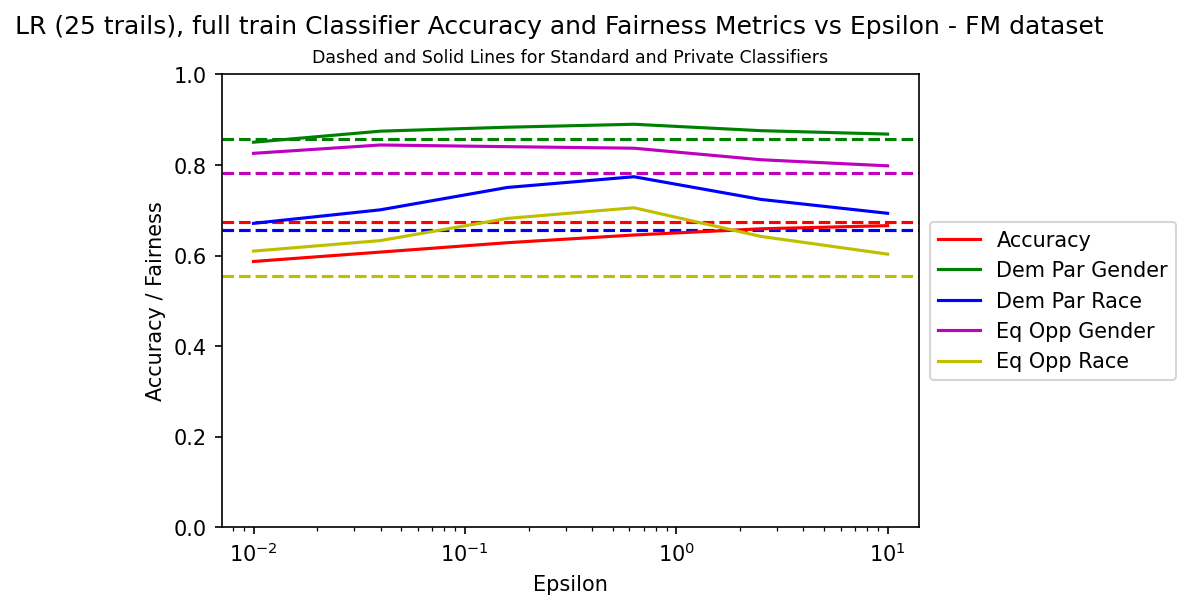 LR (25 trails), full train Classifier Accuracy and Fairness Metrics vs Epsilon - FM dataset
Dashed and Solid Lines for Standard and Private Classifiers
1.0
0.8
0.6
0.4
0.2
0.0
Accuracy / Fairness
10⁻²
10⁻¹
10⁰
10¹
Epsilon
Accuracy
Dem Par Gender
Dem Par Race
Eq Opp Gender
Eq Opp Race